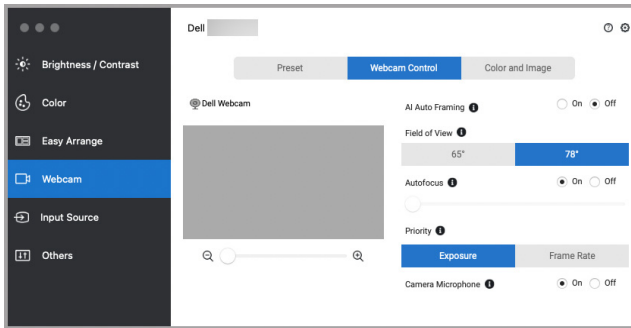 Dell
Brightness / Contrast
Color
Easy Arrange
Webcam
Input Source
Others
Preset
Webcam Control
Color and Image
Dell Webcam
AI Auto Framing
On
Off
Field of View
65°
78°
Autofocus
On
Off
Priority
Exposure
Frame Rate
Camera Microphone
On
Off